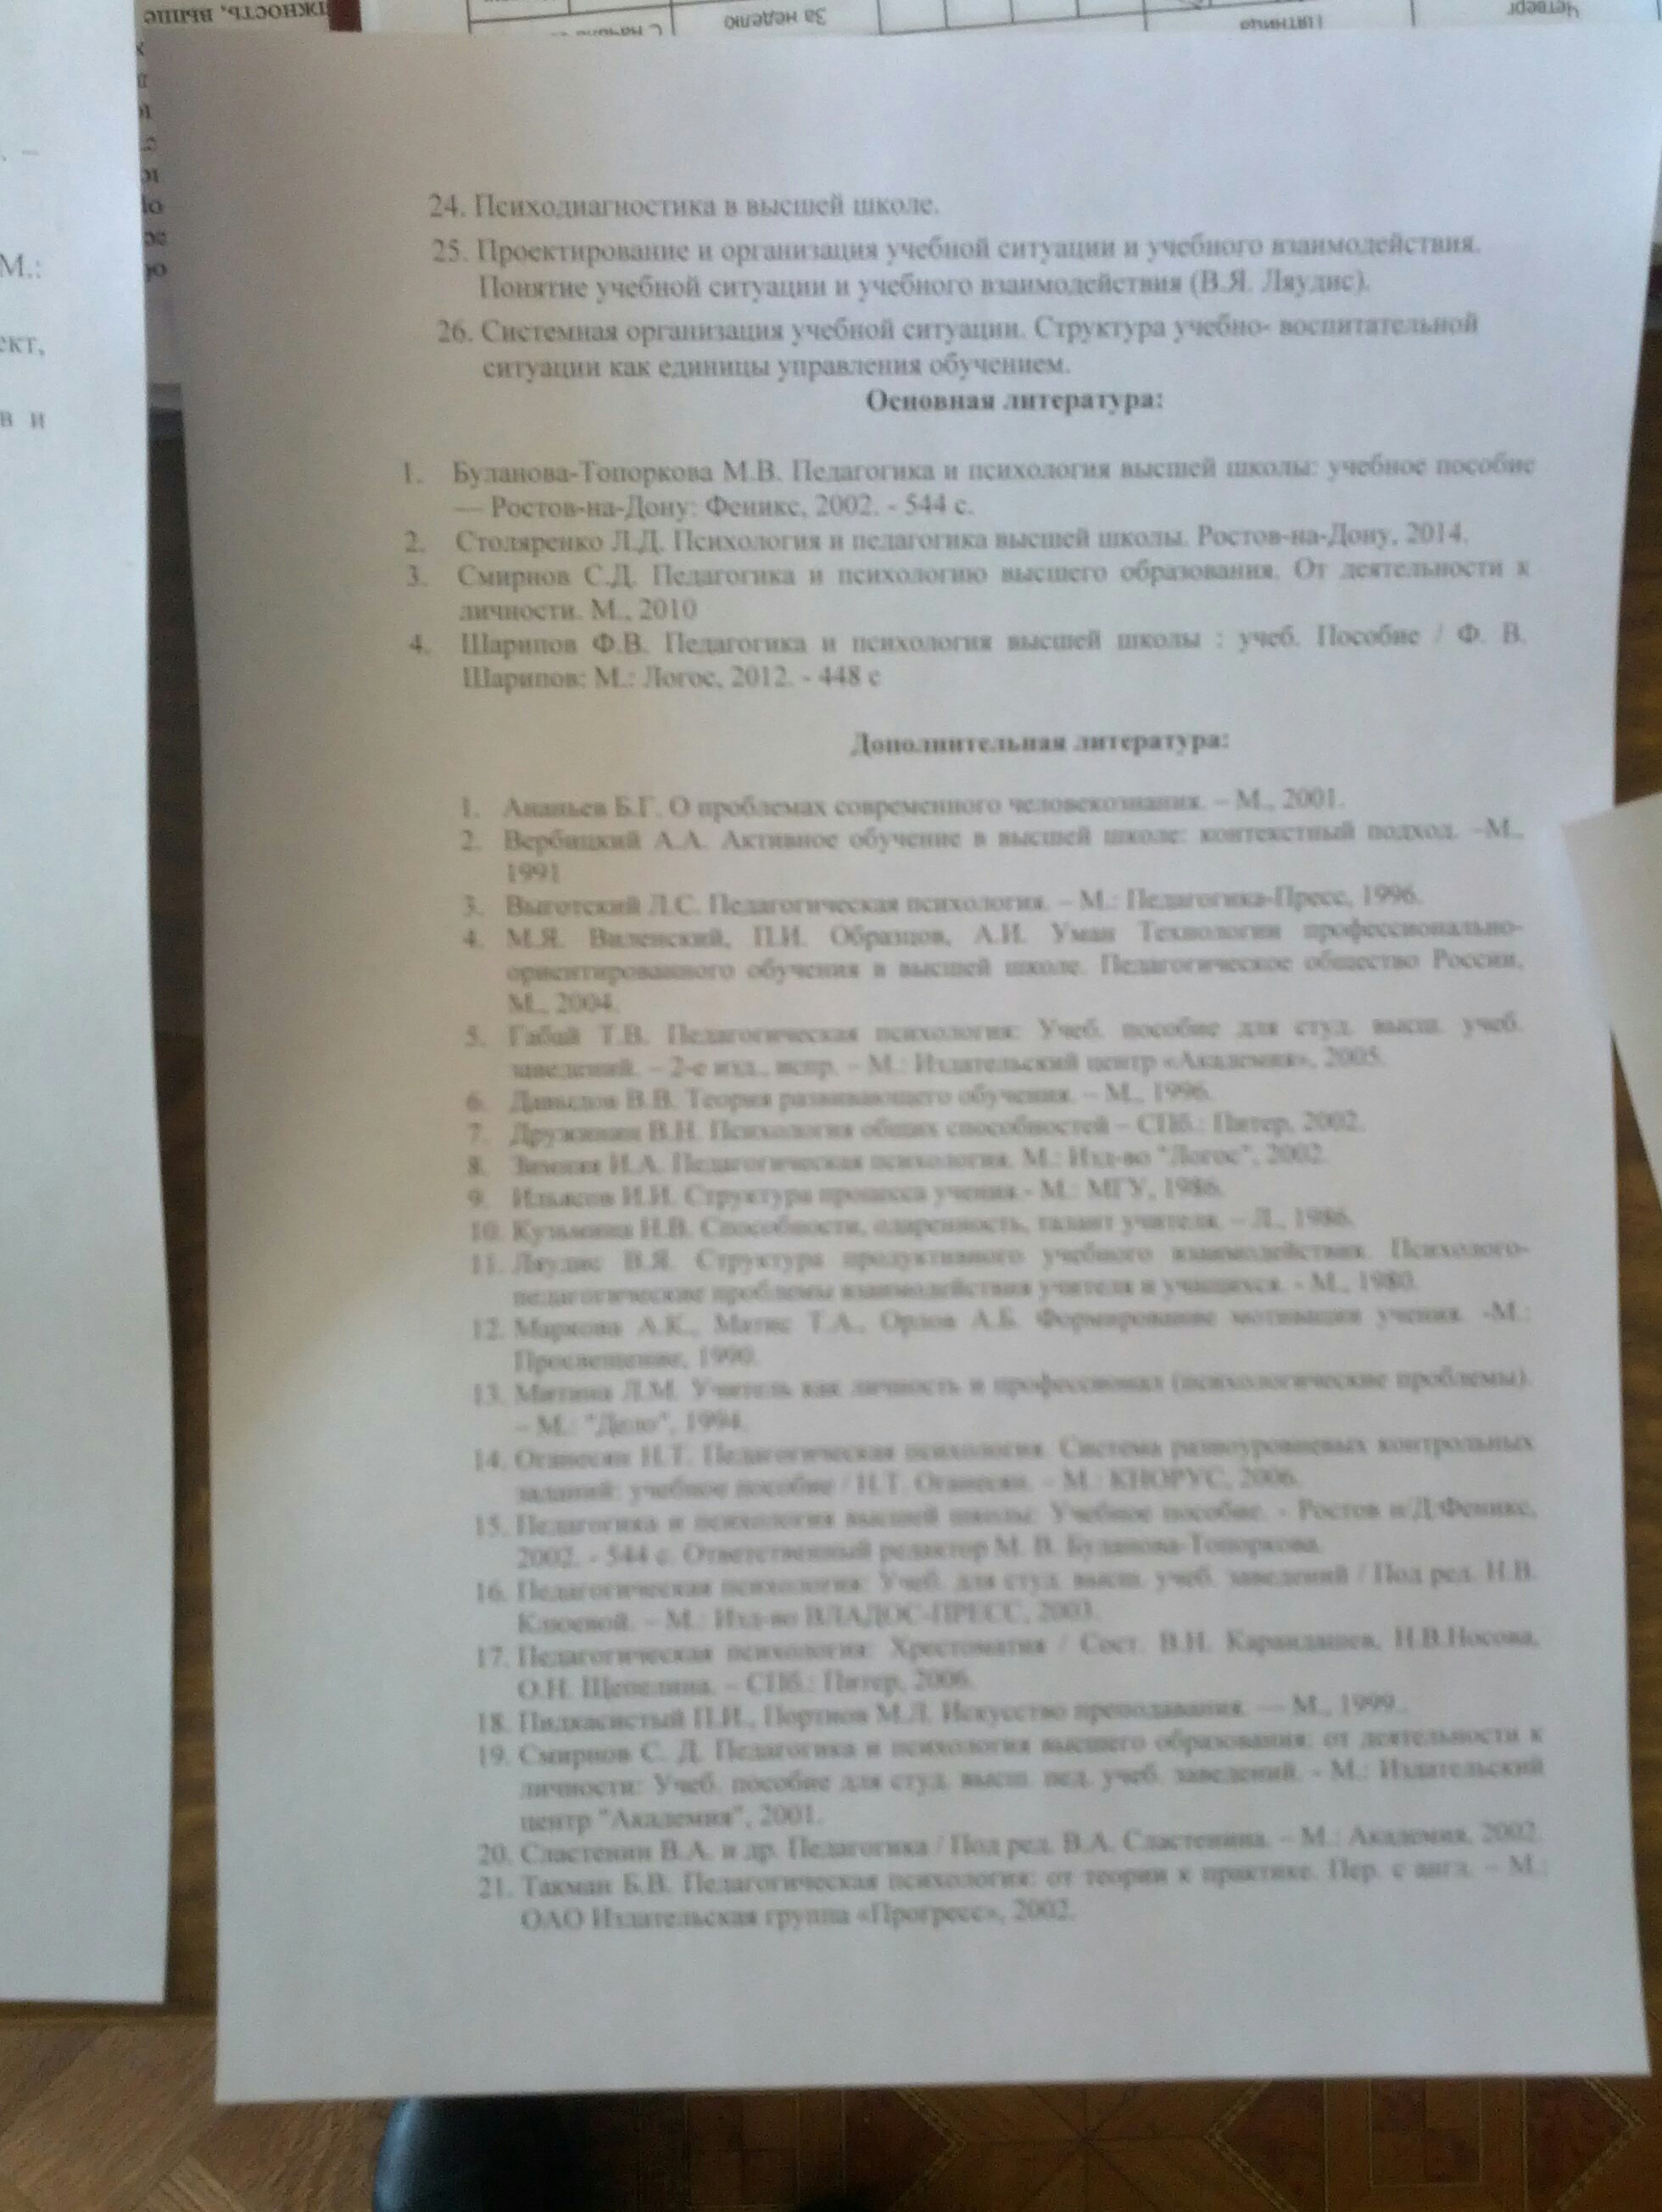 24. Психодиагностика в высшей школе.
25. Проектирование и организация учебной ситуации и учебного взаимодействия.
Понятие учебной ситуации и учебного взаимодействия (В.Я. Ляудис).
26. Системная организация учебной ситуации. Структура учебно- воспитательной
ситуации как единицы управления обучением.
Основная литература:
1. Буланова-Топоркова М.В. Педагогика и психология высшей школы: учебное пособие
— Ростов-на-Дону: Феникс, 2002. - 544 с.
2. Столяренко Л.Д. Психология и педагогика высшей школы. Ростов-на-Дону, 2014.
3. Смирнов С.Д. Педагогика и психологию высшего образования. От деятельности к
личности. М., 2010
4. Шарипов Ф.В. Педагогика и психология высшей школы : учеб. Пособие / Ф. В.
Шарипов: М.: Логос, 2012. - 448 с
Дополнительная литература:
1. Ананьев Б.Г. О проблемах современного человекознания. – М., 2001.
2. Вербицкий А.А. Активное обучение в высшей школе: контекстный подход. –М.,
1991
3. Выготский Л.С. Педагогическая психология. – М.: Педагогика-Пресс, 1996.
4. М.Я. Виленский, П.И. Образцов, А.И. Уман Технологии профессионально-
ориентированного обучения в высшей школе. Педагогическое общество России,
М., 2004.
5. Габай Т.В. Педагогическая психология: Учеб. пособие для студ. высш. учеб.
заведений. – 2-е изд., испр. – М.: Издательский центр «Академия», 2005.
6. Давыдов В.В. Теория развивающего обучения. – М., 1996.
7. Дружинин В.Н. Психология общих способностей – СПб.: Питер, 2002.
8. Зимняя И.А. Педагогическая психология. М.: Изд-во "Логос", 2002.
9. Ильясов И.И. Структура процесса учения.- М.: МГУ, 1986.
10. Кузьмина Н.В. Способности, одаренность, талант учителя. – Л., 1986.
11. Ляудис В.Я. Структура продуктивного учебного взаимодействия. Психолого-
педагогические проблемы взаимодействия учителя и учащихся. - М., 1980.
12. Маркова А.К., Матис Т.А., Орлов А.Б. Формирование мотивации учения. -М.:
Просвещение, 1990.
13. Митина Л.М. Учитель как личность и профессионал (психологические проблемы).
– М.: "Дело", 1994.
14. Оганесян Н.Т. Педагогическая психология. Система разноуровневых контрольных
заданий: учебное пособие / Н.Т. Оганесян. – М.: КНОРУС, 2006.
15. Педагогика и психология высшей школы: Учебное пособие. - Ростов н/Д:Феникс,
2002. - 544 с. Ответственный редактор М. В. Буланова-Топоркова.
16. Педагогическая психология: Учеб. для студ. высш. учеб. заведений / Под ред. Н.В.
Клюевой. – М.: Изд-во ВЛАДОС-ПРЕСС, 2003.
17. Педагогическая психология: Хрестоматия / Сост. В.Н. Карандашев, Н.В.Носова,
О.Н. Щепелина. – СПб.: Питер, 2006.
18. Пидкасистый П.И., Портнов М.Л. Искусство преподавания. — М., 1999.
19. Смирнов С. Д. Педагогика и психология высшего образования: от деятельности к
личности: Учеб. пособие для студ. высш. пед. учеб. заведений. - М.: Издательский
центр "Академия", 2001.
20. Сластенин В.А. и др. Педагогика / Под ред. В.А. Сластенина. – М.: Академия, 2002.
21. Такман Б.В. Педагогическая психология: от теории к практике. Пер. с англ. – М.:
ОАО Издательская группа «Прогресс», 2002.
М.:
ект,
в и
За неделю
Пятница
Четверг